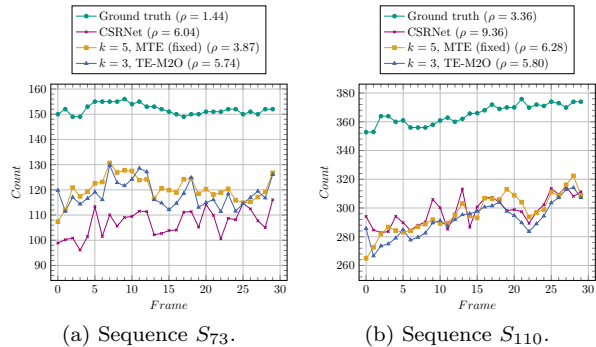 Ground truth (ρ = 1.44)
CSRNet (ρ = 6.04)
k = 5, MTE (fixed) (ρ = 3.87)
k = 3, TE-M2O (ρ = 5.74)
160
150
140
130
120
110
100
90
Count
0 5 10 15 20 25 30
Frame
(a) Sequence S73.
Ground truth (ρ = 3.36)
CSRNet (ρ = 9.36)
k = 5, MTE (fixed) (ρ = 6.28)
k = 3, TE-M2O (ρ = 5.80)
380
360
340
320
300
280
260
Count
0 5 10 15 20 25 30
Frame
(b) Sequence S110.